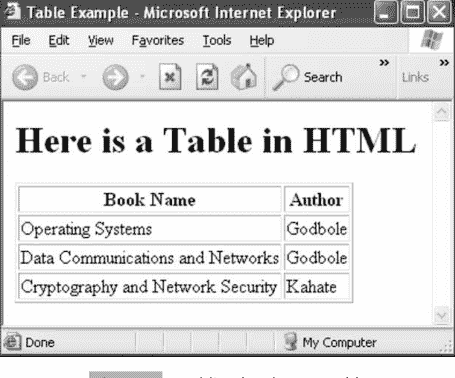 Table Example - Microsoft Internet Explorer
File Edit View Favorites Tools Help
Back Search » Links »
Here is a Table in HTML
Book Name Author
Operating Systems Godbole
Data Communications and Networks Godbole
Cryptography and Network Security Kahate
Done My Computer